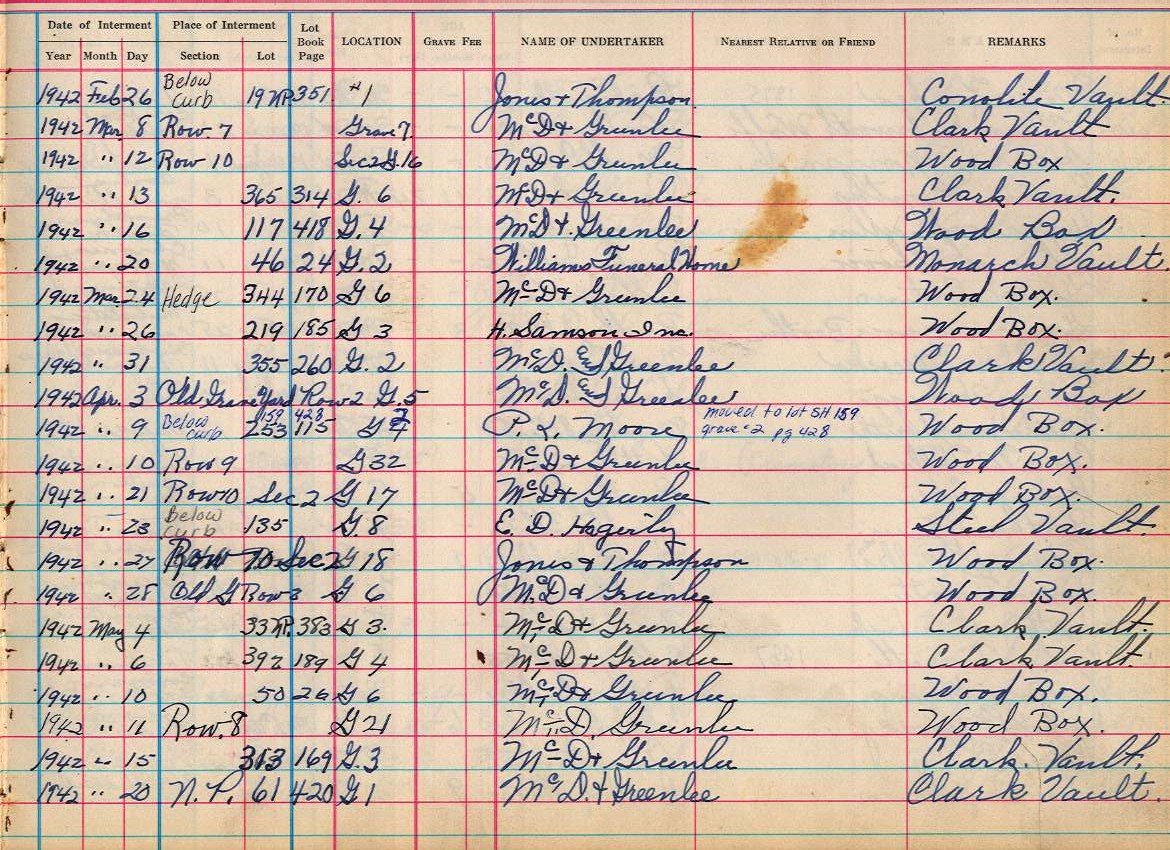 Date of Interment Place of Interment Lot Book Page LOCATION GRAVE FEE NAME OF UNDERTAKER NEAREST RELATIVE OR FRIEND REMARKS
Year Month Day Section Lot
1942 Feb 26 Below Curb 19 NP. 351 #1 Jones & Thompson Conolite Vault.
1942 Mar 8 Row. 7 Grave 7. McD & Greenlee Clark Vault
1942 " 12 Row 10 Sec 2 G. 16 McD & Greenlee Wood Box
1942 " 13 365 314 G. 6 McD & Greenlee Clark Vault.
1942 " 16 117 418 G. 4 McD &. Greenlee Wood Box
1942 " 20 46 24 G. 2 Williams Funeral Home Monarch Vault.
1942 Mar. 24 Hedge 344 170 G 6 McD & Greenlee Wood Box.
1942 " 26 219 185 G 3 H. Samson Inc. Wood Box.
1942 " 31 355 260 G. 2 McD. & Greenlee Clark Vault.
1942 Apr. 3 Old Grave Yard Row 2 G. 5 McD. & Greenlee Woody Box
1942 " 9 Below curb 159 253 428 115 G 2 P. L. Moore moved to lot SH 159 Wood Box.
grave #2 pg 428
1942 " 10 Row 9 G 32 McD & Greenlee Wood Box.
1942 " 21 Row 10 Sec 2 G 17 McD & Greenlee Wood Box.
1942 " 23 Below Curb 135 G. 8 E. D. Hagerty Steel Vault.
1942 " 27 Row 10 Sec 2 G 18 Jones & Thompson Wood Box.
1942 " 28 Old G Row 2 G 6 McD & Greenlee Wood Box.
1942 May 4 33 NP. 383 G 3. McD & Greenlee Clark Vault.
1942 " 6 392 189 G 4 McD & Greenlee Clark Vault
1942 " 10 50 26 G 6 McD & Greenlee Wood Box.
1942 " 11 Row. 8 G 21 McD. Greenlee Wood Box.
1942 " 15 313 169 G. 3 McD & Greenlee Clark. Vault.
1942 " 20 N. P. 61 420 G 1 McD. & Greenlee Clark Vault.